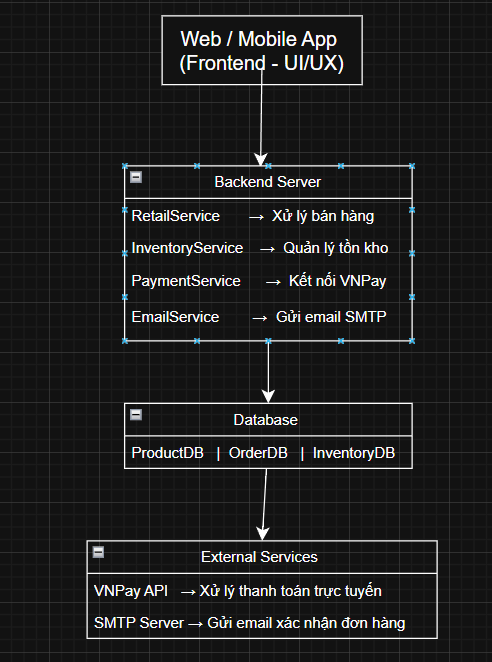 Web / Mobile App
(Frontend - UI/UX)
Backend Server
RetailService → Xử lý bán hàng
InventoryService → Quản lý tồn kho
PaymentService → Kết nối VNPay
EmailService → Gửi email SMTP
Database
ProductDB | OrderDB | InventoryDB
External Services
VNPay API → Xử lý thanh toán trực tuyến
SMTP Server → Gửi email xác nhận đơn hàng